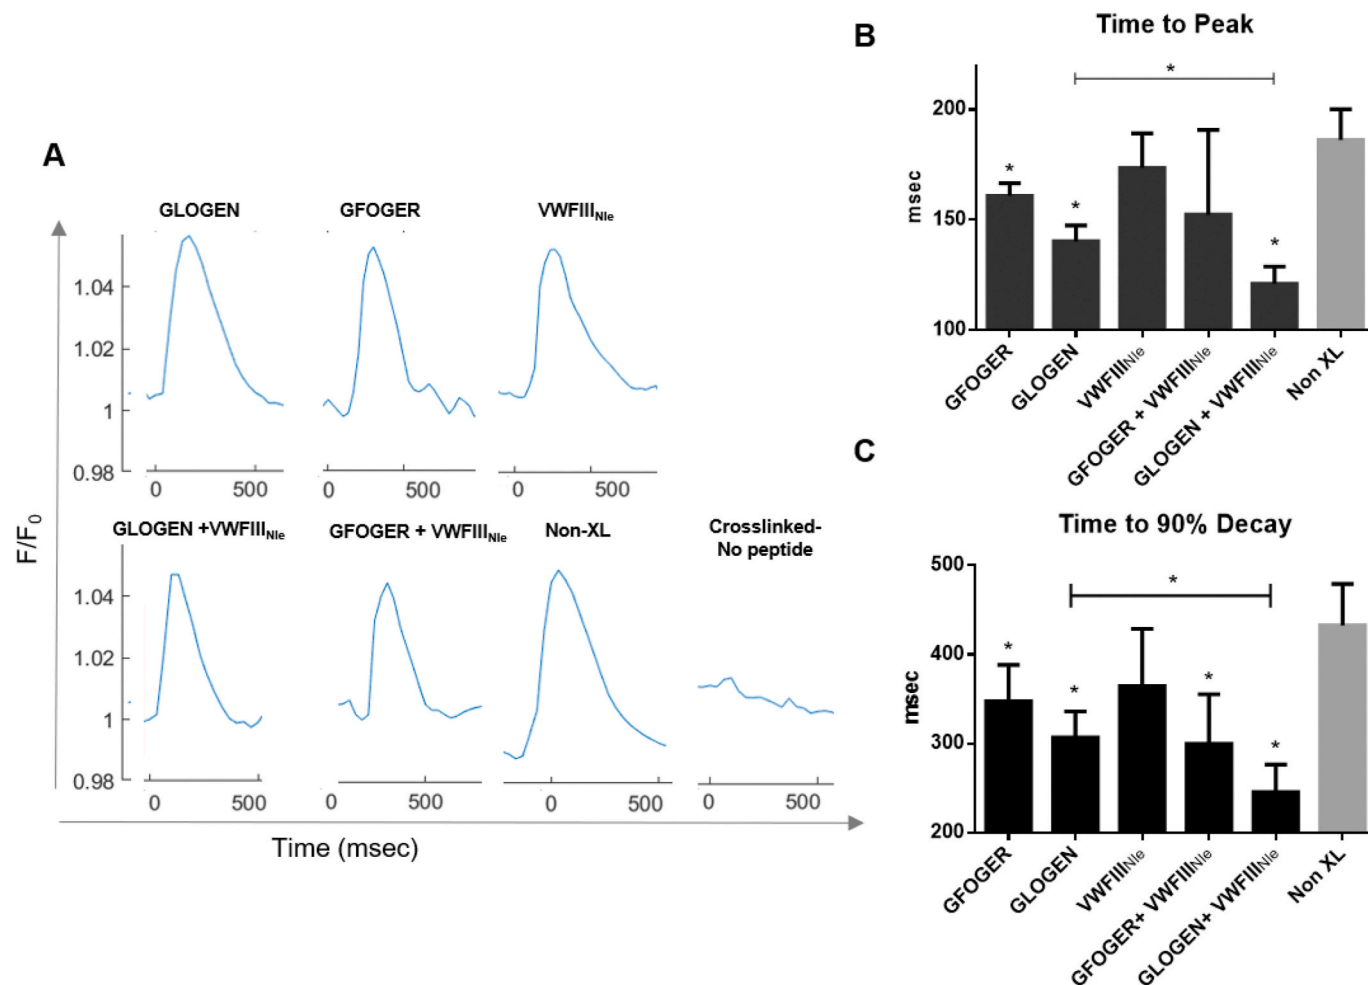 A
GLOGEN
GFOGER
VWFIIINle
1.04
1.02
1
0.98
0
500
0
500
0
500
GLOGEN +VWFIIINle
GFOGER + VWFIIINle
Non-XL
Crosslinked-
No peptide
1.04
1.02
1
0.98
0
500
0
500
0
500
0
500
F/F0
Time (msec)
B
Time to Peak
*
200
150
100
msec
*
*
*
GFOGER
GLOGEN
VWFIIINle
GFOGER + VWFIIINle
GLOGEN + VWFIIINle
Non XL
C
Time to 90% Decay
*
500
400
300
200
msec
*
*
*
*
GFOGER
GLOGEN
VWFIIINle
GFOGER+ VWFIIINle
GLOGEN+ VWFIIINle
Non XL